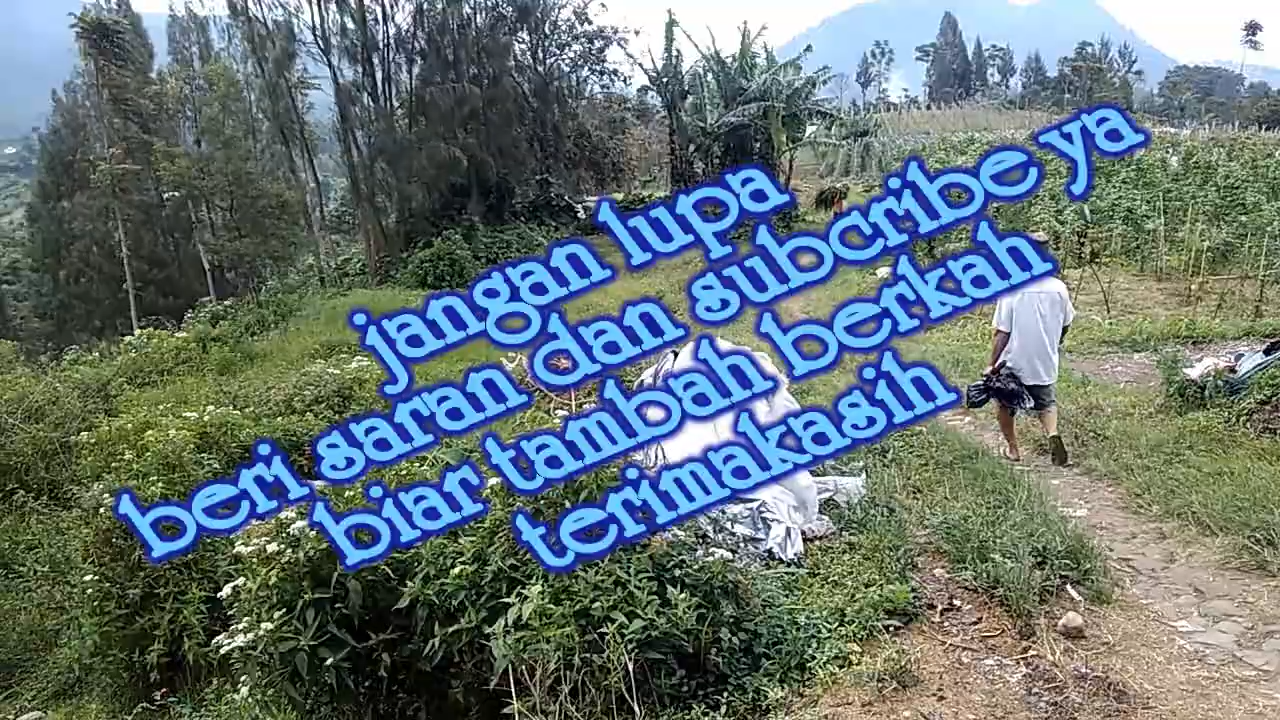 jangan lupa
beri saran dan subcribe ya
biar tambah berkah
terimakasih